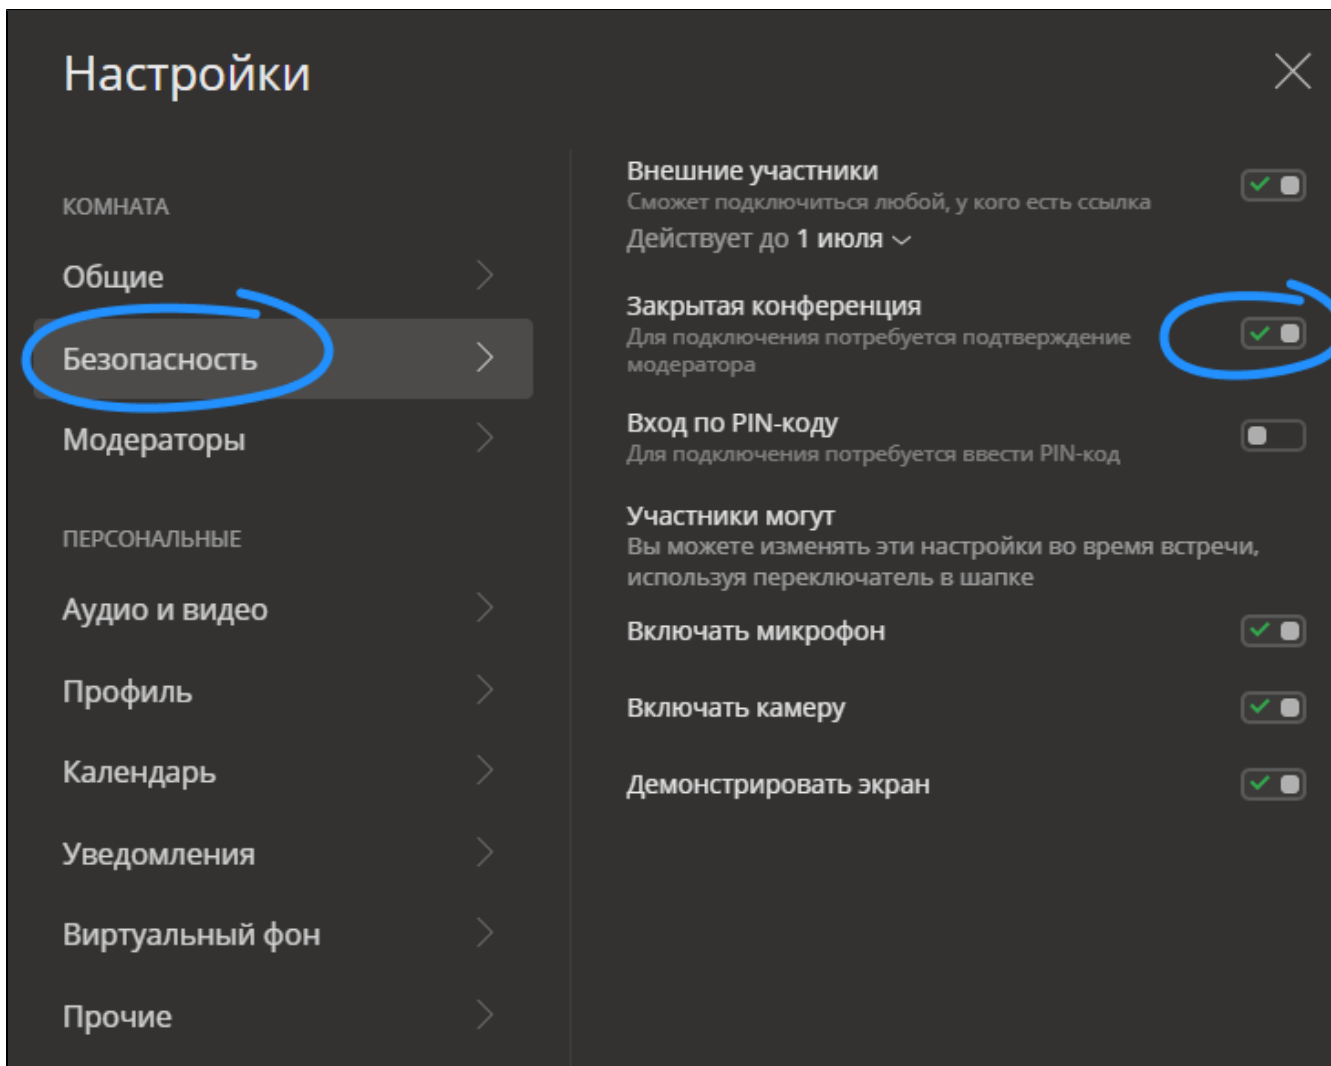 Настройки
КОМНАТА
Общие
Безопасность
Модераторы
ПЕРСОНАЛЬНЫЕ
Аудио и видео
Профиль
Календарь
Уведомления
Виртуальный фон
Прочие
Внешние участники
Сможет подключиться любой, у кого есть ссылка
Действует до 1 июля
Закрытая конференция
Для подключения потребуется подтверждение
модератора
Вход по PIN-коду
Для подключения потребуется ввести PIN-код
Участники могут
Вы можете изменять эти настройки во время встречи,
используя переключатель в шапке
Включать микрофон
Включать камеру
Демонстрировать экран